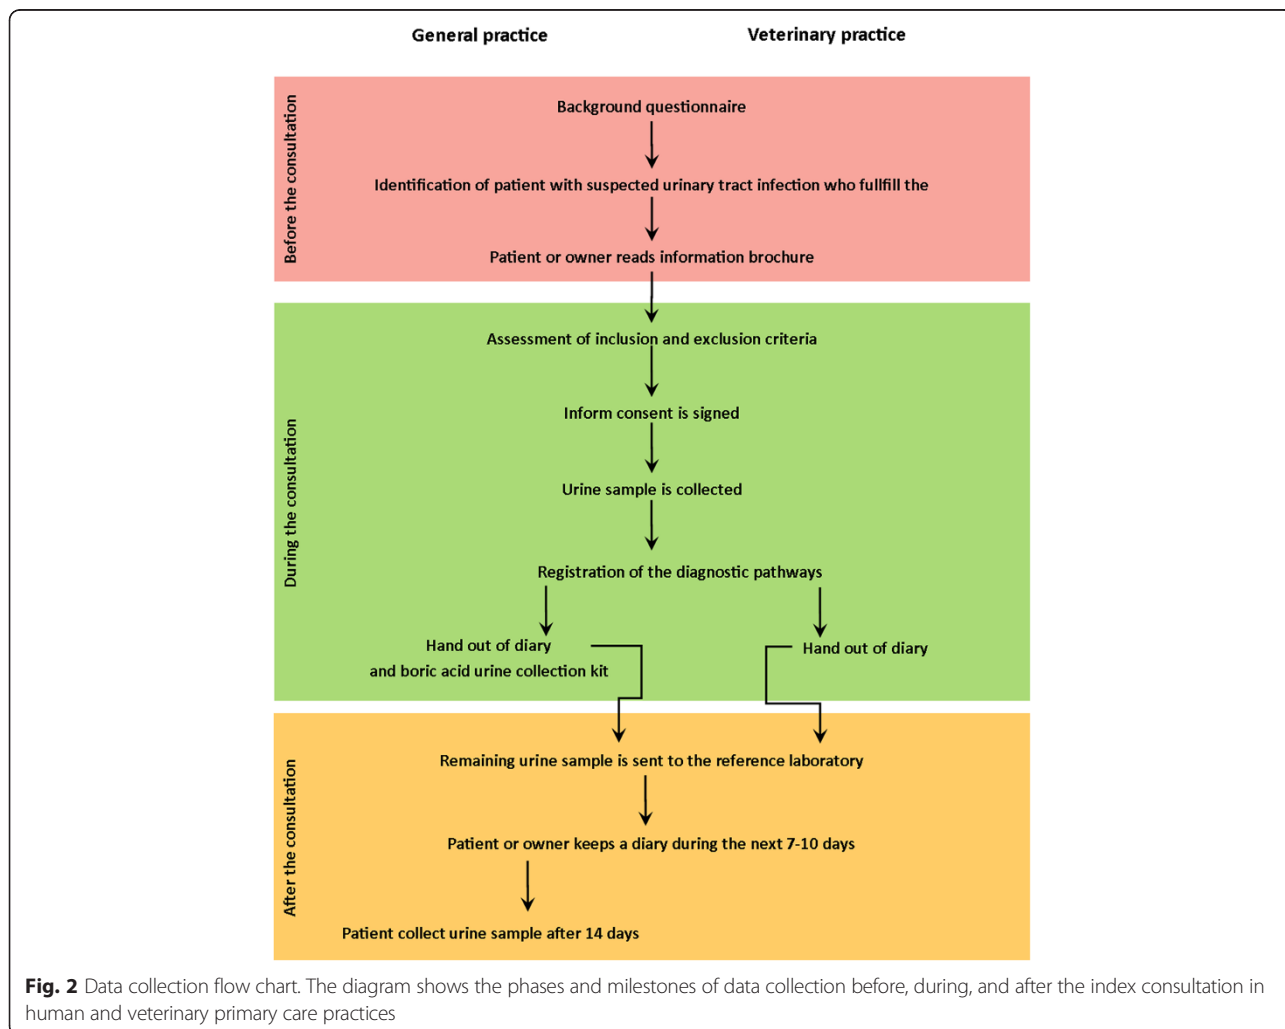 General practice
Veterinary practice
Before the consultation
Background questionnaire
Identification of patient with suspected urinary tract infection who fullfill the
Patient or owner reads information brochure
During the consultation
Assessment of inclusion and exclusion criteria
Inform consent is signed
Urine sample is collected
Registration of the diagnostic pathways
Hand out of diary
and boric acid urine collection kit
Hand out of diary
After the consultation
Remaining urine sample is sent to the reference laboratory
Patient or owner keeps a diary during the next 7-10 days
Patient collect urine sample after 14 days
Fig. 2 Data collection flow chart. The diagram shows the phases and milestones of data collection before, during, and after the index consultation in
human and veterinary primary care practices